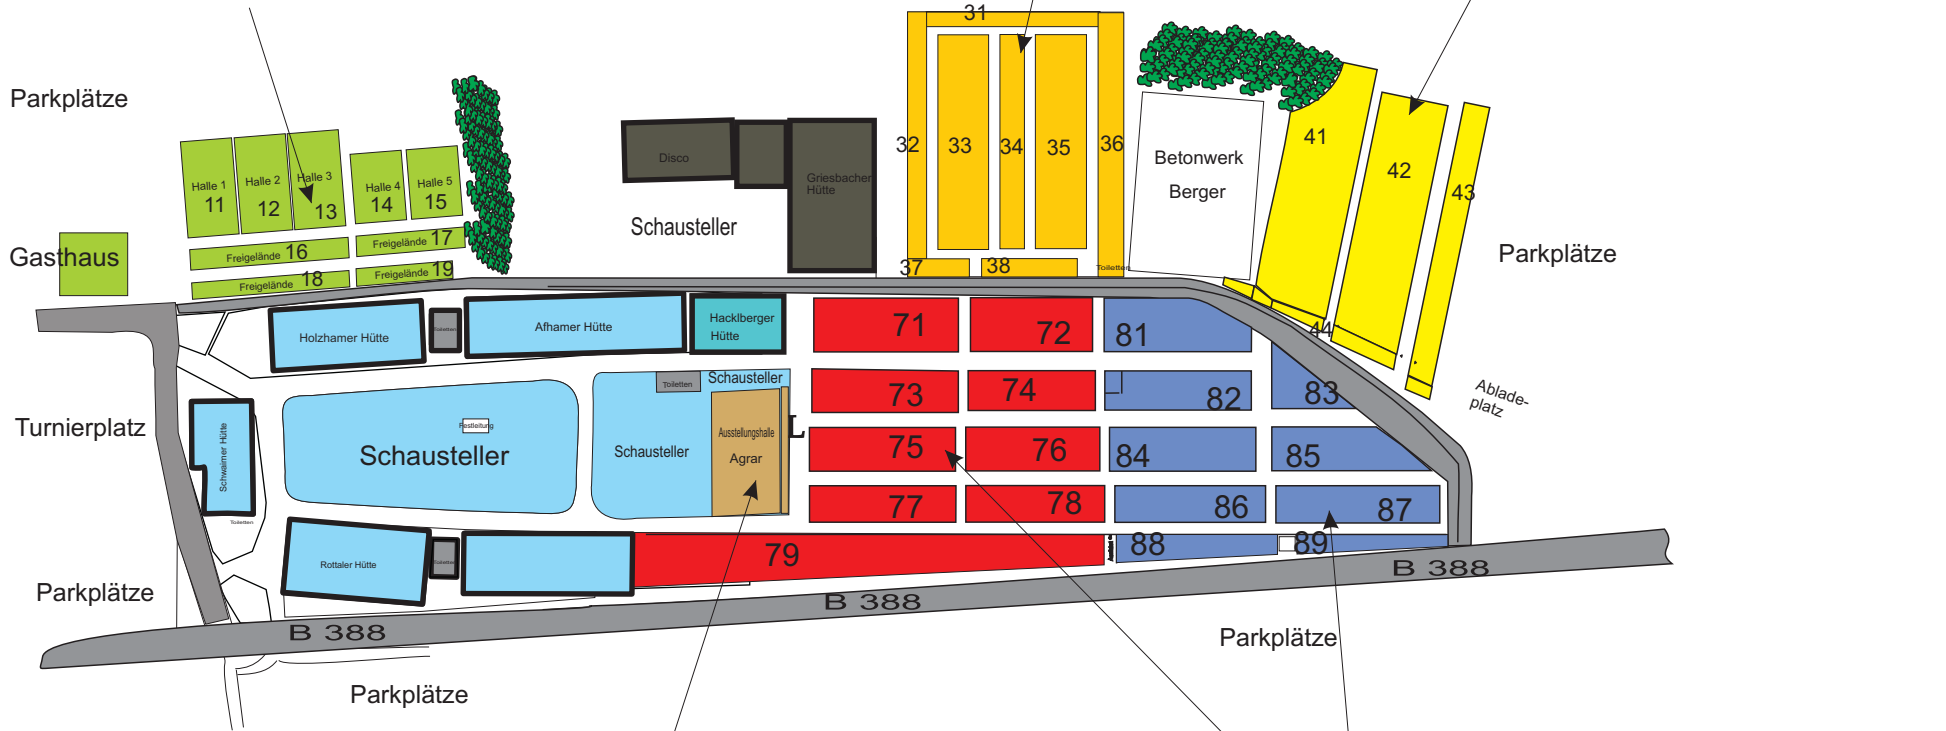 31
Parkplätze
Halle 1
11
Halle 2
12
Halle 3
13
Halle 4
14
Halle 5
15
Freigelände 16
Freigelände 17
Freigelände 18
Freigelände 19
Gasthaus
Disco
Griesbacher
Hütte
Schausteller
32
33
34
35
36
37
38
Toiletten
Betonwerk
Berger
41
42
43
44
Parkplätze
Ablade-
platz
Holzhamer Hütte
Toiletten
Afhamer Hütte
Hacklberger
Hütte
71
72
81
Schausteller
Toiletten
73
74
82
83
Turnierplatz
Schwaimer Hütte
Toiletten
Festleitung
Schausteller
Schausteller
Ausstellungshalle
Agrar
L
75
76
84
85
77
78
86
87
Rottaler Hütte
Toiletten
79
88
89
Parkplätze
B 388
B 388
B 388
Parkplätze
Parkplätze